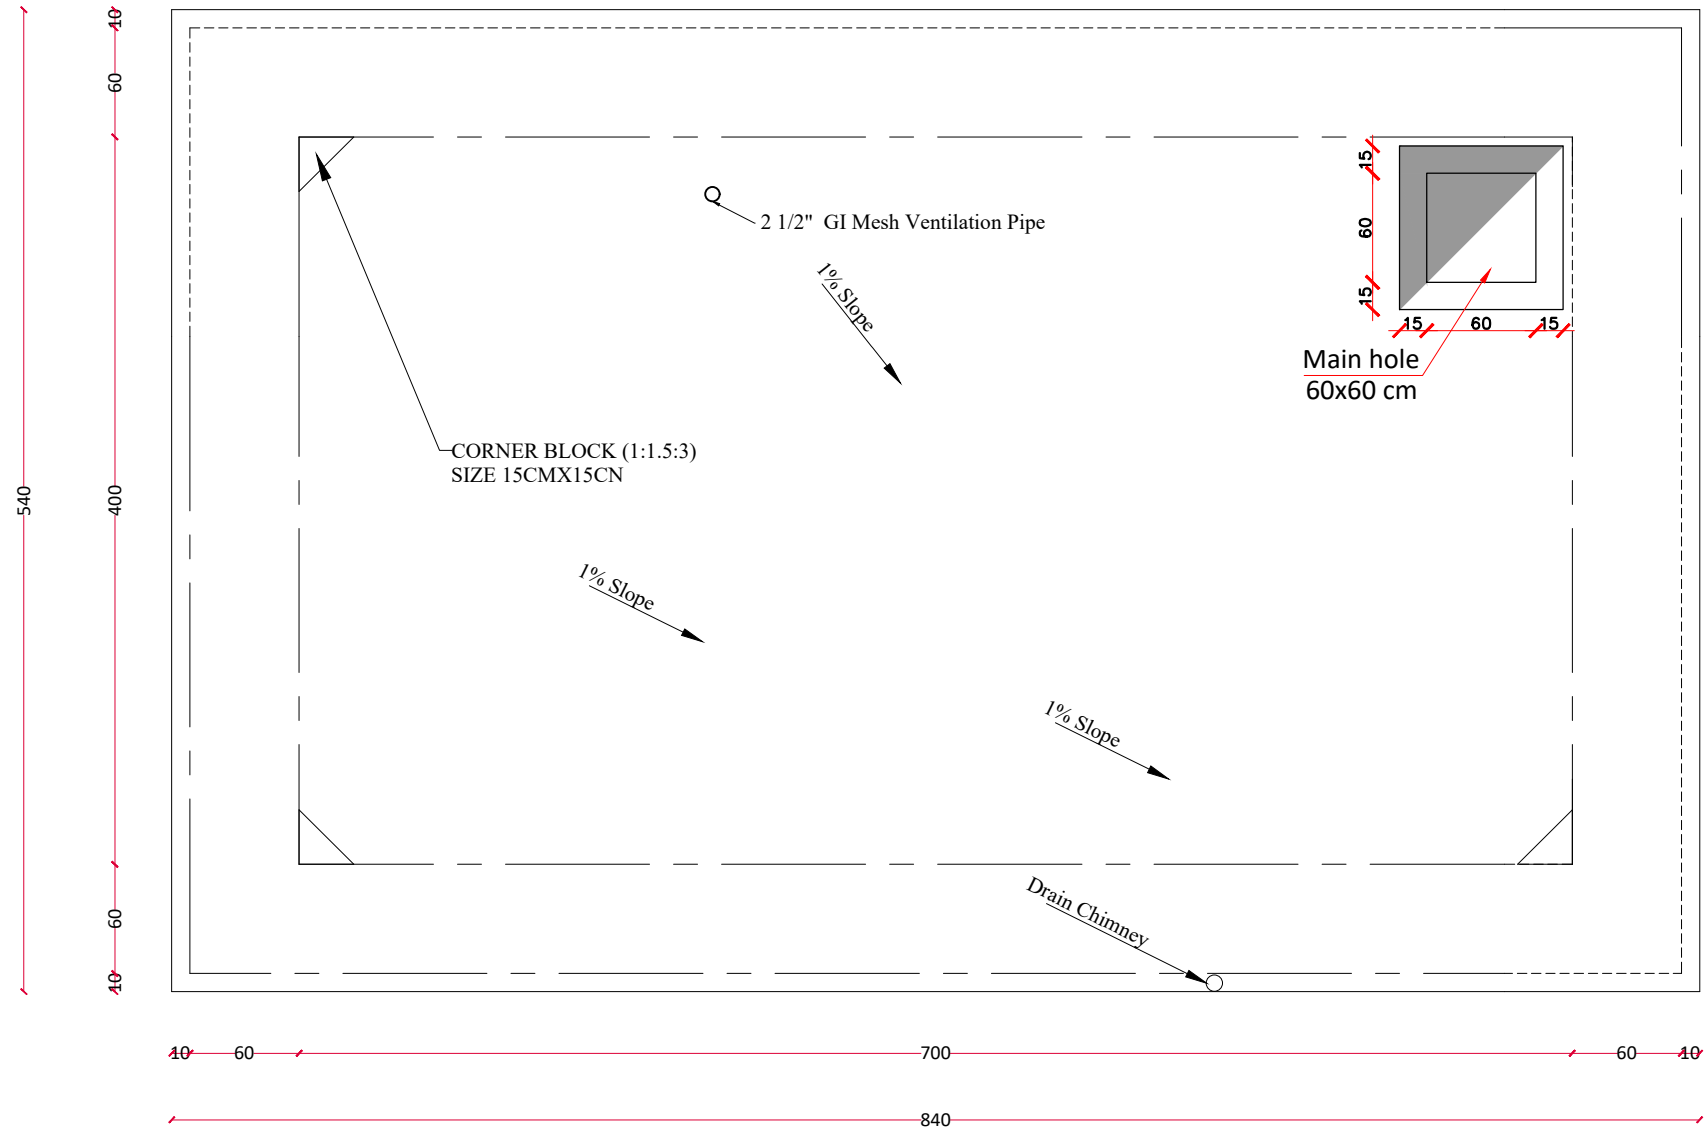 10
60
400
540
60
10
2 1/2"  GI Mesh Ventilation Pipe
1% Slope
15
60
15
15
60
15
Main hole
60x60 cm
CORNER BLOCK (1:1.5:3)
SIZE 15CMX15CN
1% Slope
1% Slope
Drain Chimney
10
60
700
60
10
840